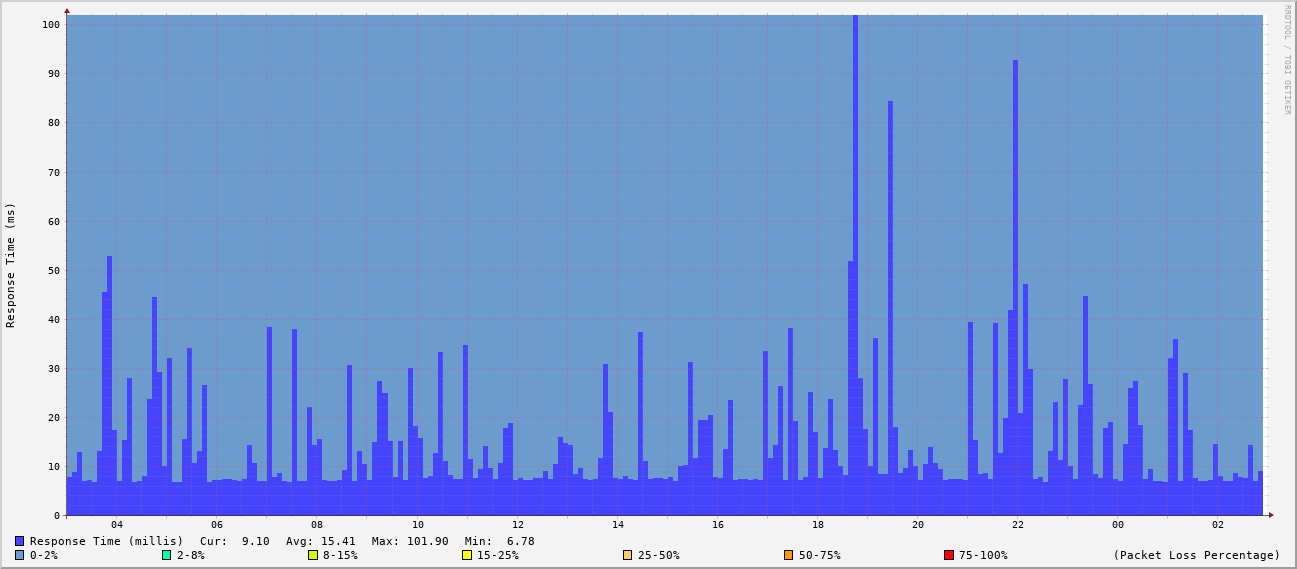 RRDTOOL / TOBI OETIKER
Response Time (ms)
100
90
80
70
60
50
40
30
20
10
0
04 06 08 10 12 14 16 18 20 22 00 02
Response Time (millis) Cur: 9.10 Avg: 15.41 Max: 101.90 Min: 6.78
0-2% 2-8% 8-15% 15-25% 25-50% 50-75% 75-100% (Packet Loss Percentage)